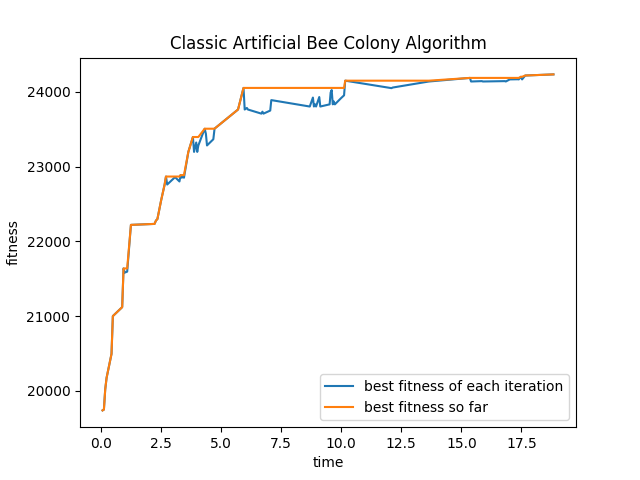 Classic Artificial Bee Colony Algorithm
24000
23000
22000
21000
20000
fitness
0.0 2.5 5.0 7.5 10.0 12.5 15.0 17.5
time
best fitness of each iteration
best fitness so far